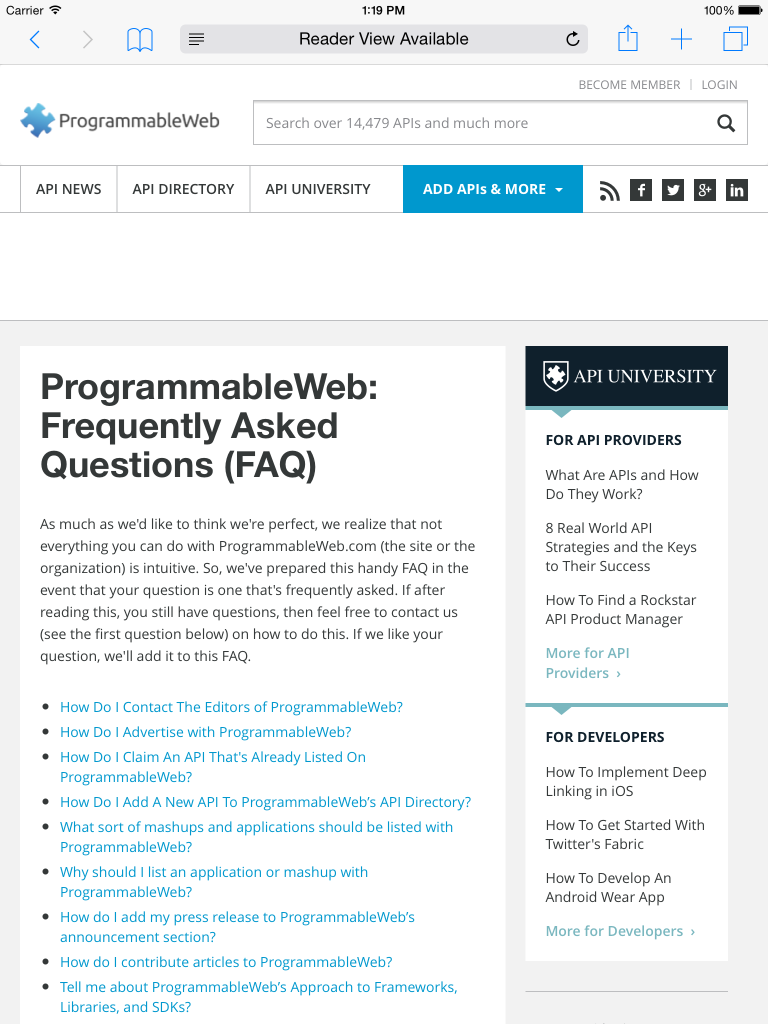 Carrier 1:19 PM 100%
Reader View Available
BECOME MEMBER | LOGIN
ProgrammableWeb
Search over 14,479 APIs and much more
API NEWS API DIRECTORY API UNIVERSITY ADD APIs & MORE f g+ in
ProgrammableWeb:
Frequently Asked
Questions (FAQ)
As much as we'd like to think we're perfect, we realize that not
everything you can do with ProgrammableWeb.com (the site or the
organization) is intuitive. So, we've prepared this handy FAQ in the
event that your question is one that's frequently asked. If after
reading this, you still have questions, then feel free to contact us
(see the first question below) on how to do this. If we like your
question, we'll add it to this FAQ.
• How Do I Contact The Editors of ProgrammableWeb?
• How Do I Advertise with ProgrammableWeb?
• How Do I Claim An API That's Already Listed On
ProgrammableWeb?
• How Do I Add A New API To ProgrammableWeb’s API Directory?
• What sort of mashups and applications should be listed with
ProgrammableWeb?
• Why should I list an application or mashup with
ProgrammableWeb?
• How do I add my press release to ProgrammableWeb’s
announcement section?
• How do I contribute articles to ProgrammableWeb?
• Tell me about ProgrammableWeb’s Approach to Frameworks,
Libraries, and SDKs?
API UNIVERSITY
FOR API PROVIDERS
What Are APIs and How
Do They Work?
8 Real World API
Strategies and the Keys
to Their Success
How To Find a Rockstar
API Product Manager
More for API
Providers ›
FOR DEVELOPERS
How To Implement Deep
Linking in iOS
How To Get Started With
Twitter's Fabric
How To Develop An
Android Wear App
More for Developers ›